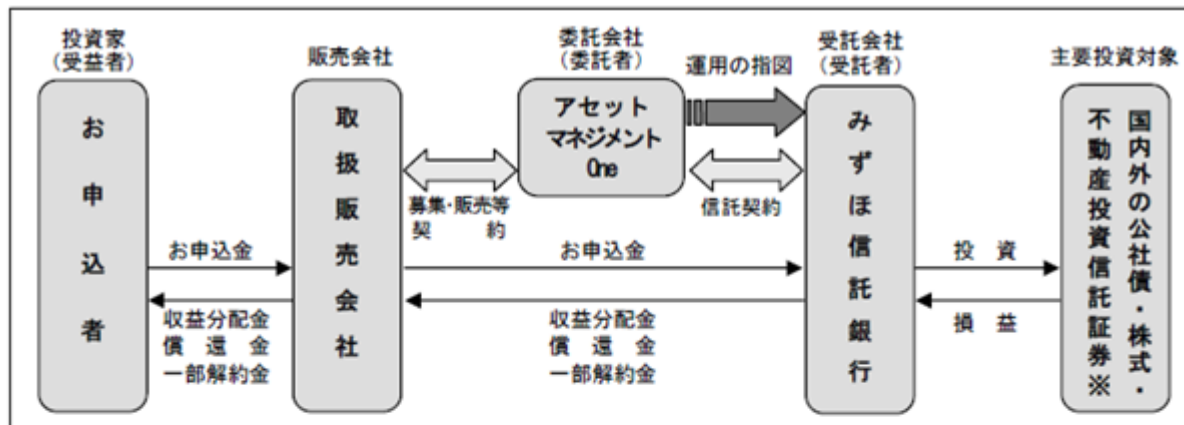 投資家
(受益者)
お申込者
販売会社
取扱販売会社
委託会社
(委託者)
アセット
マネジメント
One
運用の指図
受託会社
(受託者)
みずほ信託銀行
主要投資対象
国内外の公社債・株式・
不動産投資信託証券※
募集・販売等
契約
信託契約
お申込金
収益分配金
償還金
一部解約金
お申込金
収益分配金
償還金
一部解約金
投資
損益